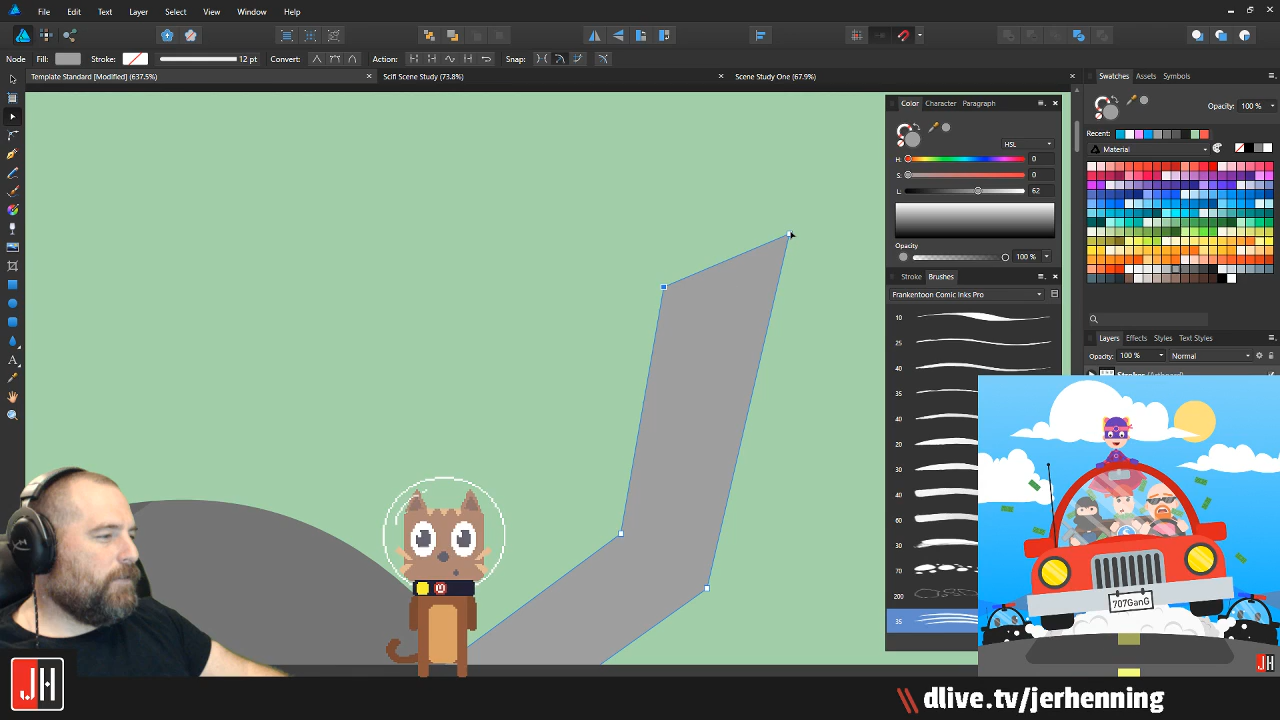 File Edit Text Layer Select View Window Help
Node Fill: Stroke: 12 pt Convert: Action: Snap:
Template Standard [Modified] (637.5%) Scifi Scene Study (73.8%) Scene Study One (67.9%)
Color Character Paragraph
HSL
H: 0
S: 0
L: 62
Opacity
100 %
Stroke Brushes
Frankentoon Comic Inks Pro
10
25
40
35
40
20
30
40
60
30
70
200
35
Swatches Assets Symbols
Opacity: 100 %
Recent:
Material
Layers Effects Styles Text Styles
Opacity: 100 % Normal
707GanG
JH
JH
dlive.tv/jerhenning